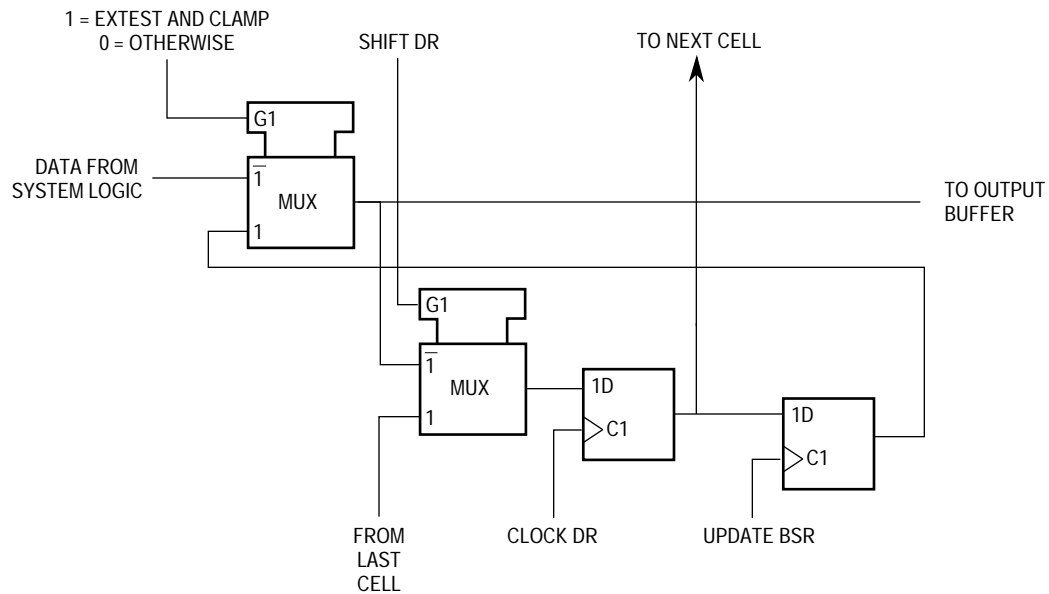 1 = EXTEST AND CLAMP
0 = OTHERWISE
SHIFT DR
TO NEXT CELL
G1
DATA FROM
SYSTEM LOGIC
1̅
MUX
1
TO OUTPUT
BUFFER
G1
1̅
MUX
1
1D
C1
1D
C1
FROM
LAST
CELL
CLOCK DR
UPDATE BSR